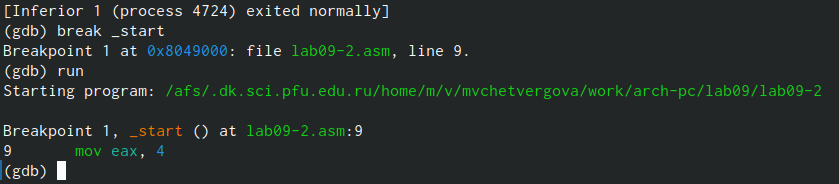 [Inferior 1 (process 4724) exited normally]
(gdb) break _start
Breakpoint 1 at 0x8049000: file lab09-2.asm, line 9.
(gdb) run
Starting program: /afs/.dk.sci.pfu.edu.ru/home/m/v/mvchetvergova/work/arch-pc/lab09/lab09-2
Breakpoint 1, _start () at lab09-2.asm:9
9	mov eax, 4
(gdb)